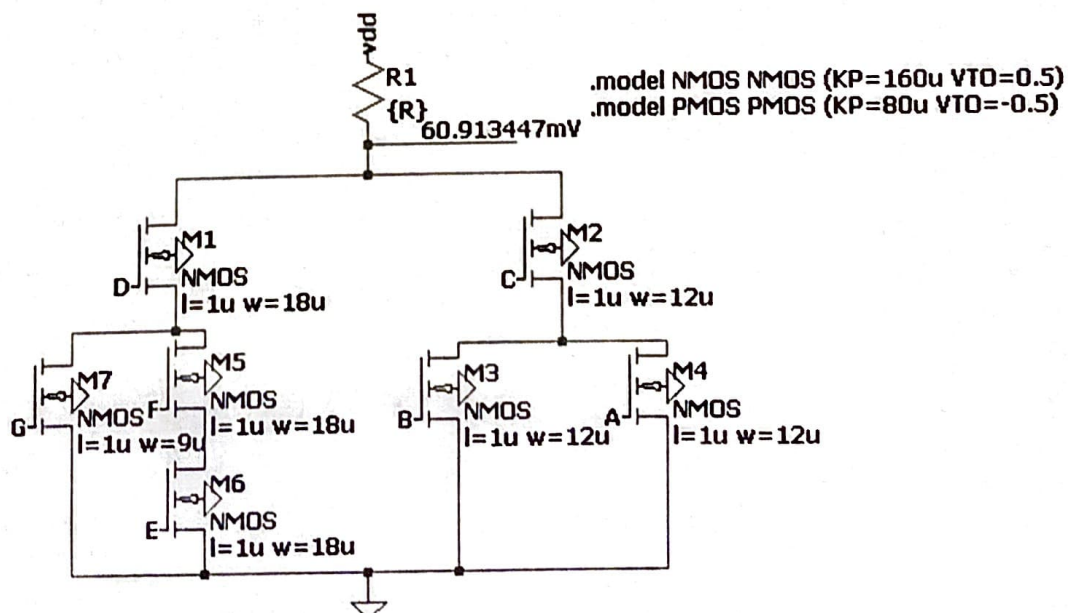 vdd
R1
{R}
60.913447mV
.model NMOS NMOS (KP=160u VTO=0.5)
.model PMOS PMOS (KP=80u VTO=-0.5)
M1
NMOS
D
l=1u w=18u
M2
NMOS
C
l=1u w=12u
M7
NMOS
G
l=1u w=9u
M5
NMOS
F
l=1u w=18u
M3
NMOS
B
l=1u w=12u
M4
NMOS
A
l=1u w=12u
M6
NMOS
E
l=1u w=18u